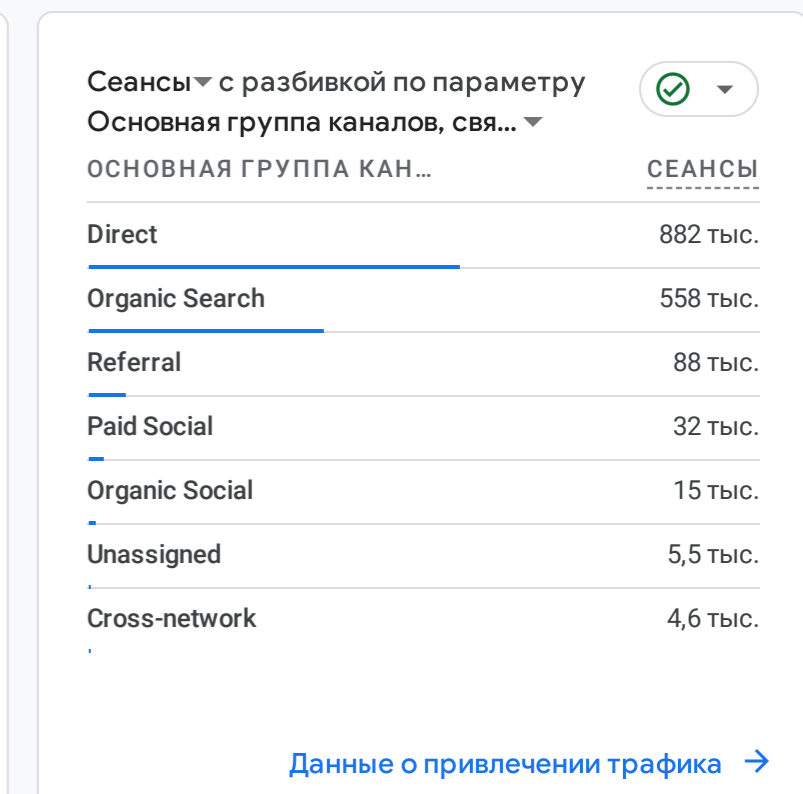 Сеансы с разбивкой по параметру
Основная группа каналов, свя...
ОСНОВНАЯ ГРУППА КАН... СЕАНСЫ
Direct 882 тыс.
Organic Search 558 тыс.
Referral 88 тыс.
Paid Social 32 тыс.
Organic Social 15 тыс.
Unassigned 5,5 тыс.
Cross-network 4,6 тыс.
Данные о привлечении трафика